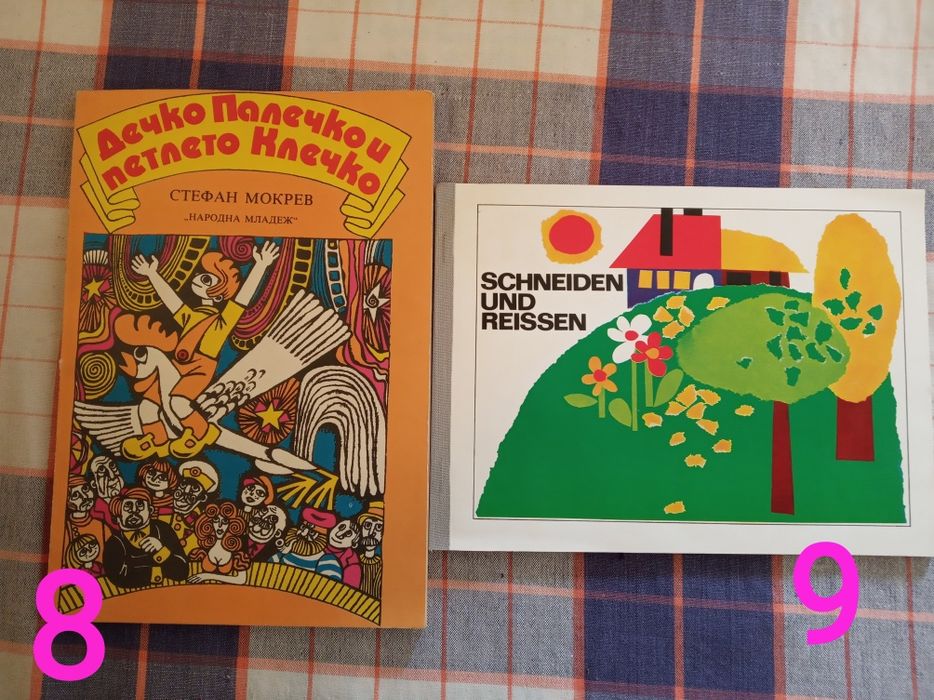 Дечко Палечко и
петлето Клечко
СТЕФАН МОКРЕВ
„НАРОДНА МЛАДЕЖ“
SCHNEIDEN
UND
REISSEN
8
9